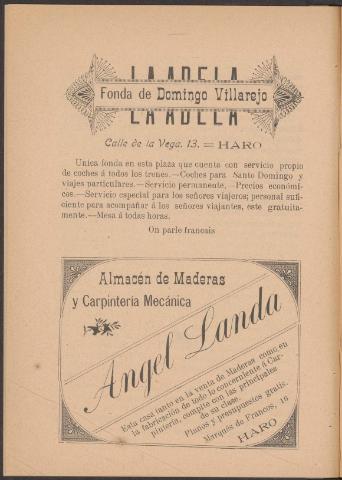 LA ADELA
Fonda de Domingo Villarejo
LA ADELA
Calle de la Vega, 13. = HARO
Unica fonda en esta plaza que cuenta con servicio propio
de coches á todos los trenes.—Coches para Santo Domingo y
viajes particulares.—Servicio permanente,—Precios económi-
cos.—Servicio especial para los señores viajeros; personal sufi-
ciente para acompañar á los señores viajantes, este gratuita-
mente.—Mesa á todas horas.
On parle francais
Almacén de Maderas
y Carpintería Mecánica
Angel Landa
Esta casa tanto en la venta de Maderas como en
la fabricación de todo lo concerniente á Car-
pintería, compite con las principales
de su clase.
Planos y presupuestos gratis.
Marqués de Francos, 16
HARO